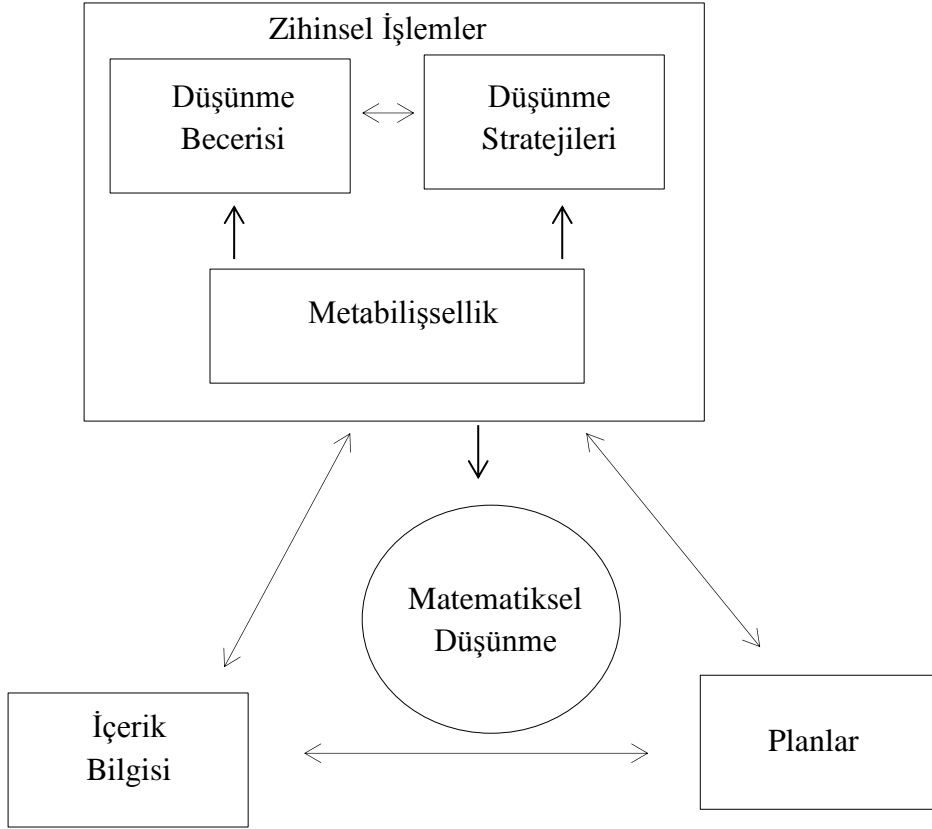 Zihinsel İşlemler
Düşünme
Becerisi
Düşünme
Stratejileri
Metabilişsellik
Matematiksel
Düşünme
İçerik
Bilgisi
Planlar